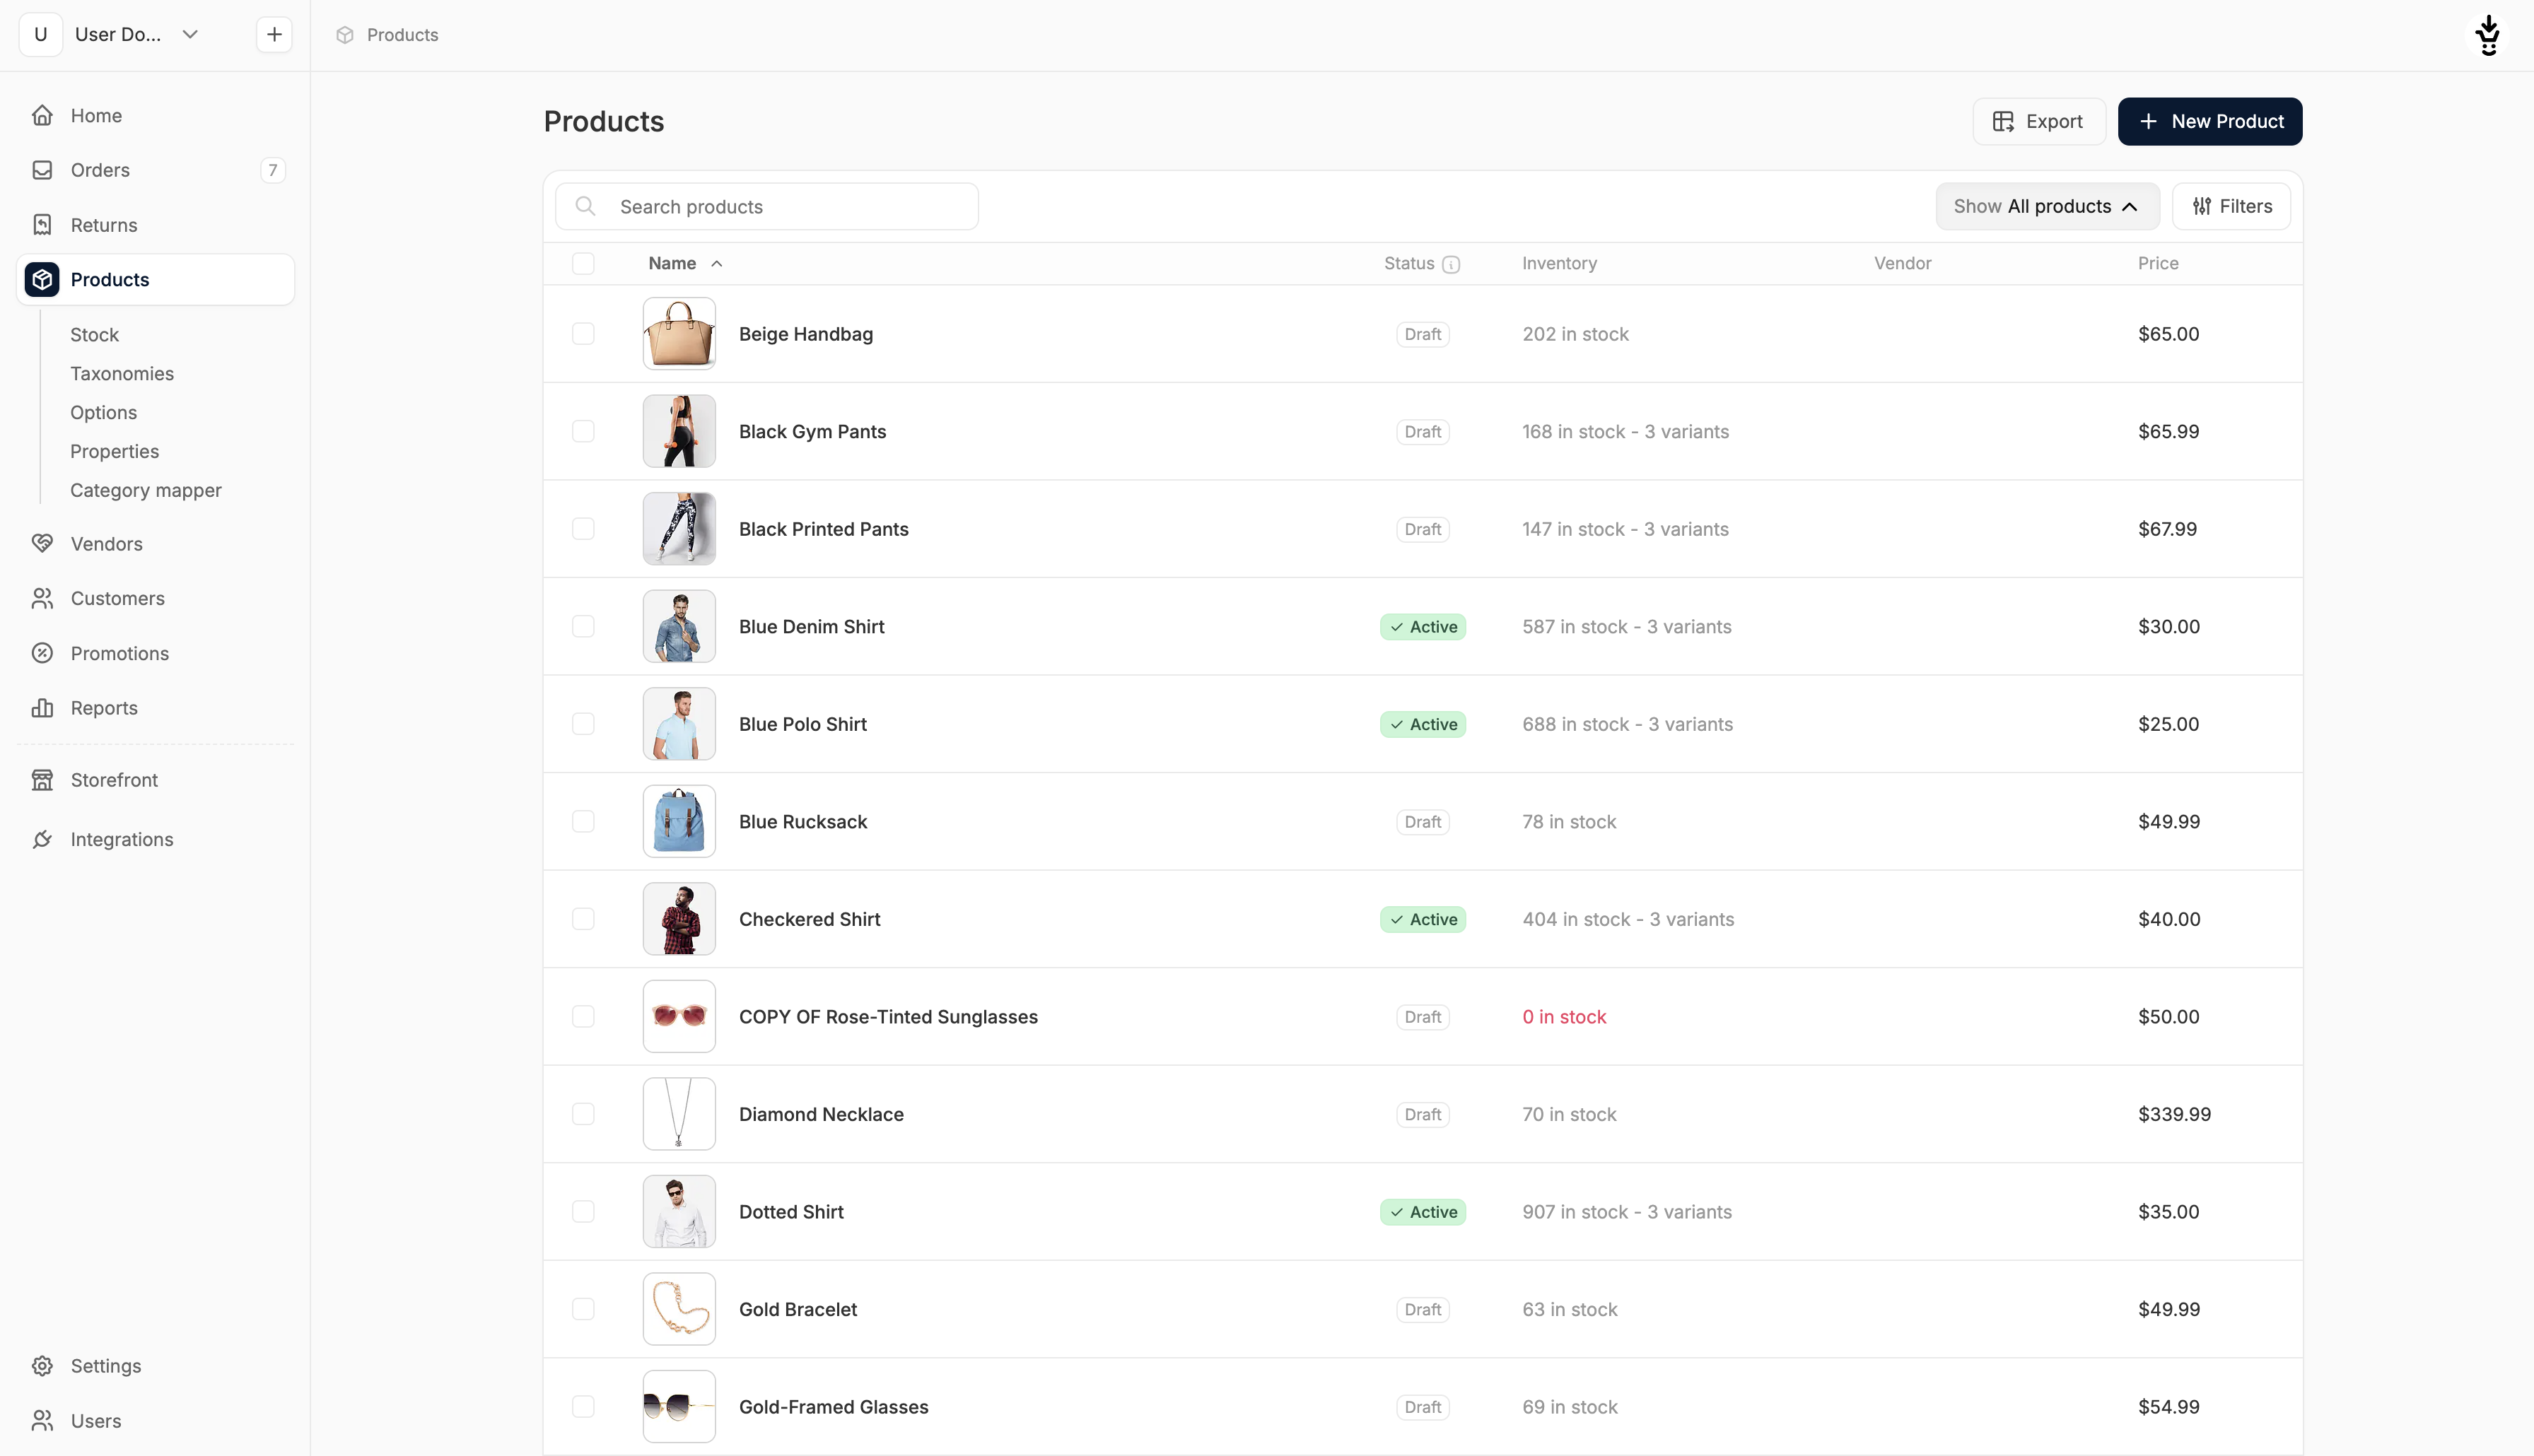 U User Do...
Products
Home
Orders 7
Returns
Products
Stock
Taxonomies
Options
Properties
Category mapper
Vendors
Customers
Promotions
Reports
Storefront
Integrations
Settings
Users
Products
Export
New Product
Search products
Show All products
Filters
Name Status Inventory Vendor Price
Beige Handbag Draft 202 in stock $65.00
Black Gym Pants Draft 168 in stock - 3 variants $65.99
Black Printed Pants Draft 147 in stock - 3 variants $67.99
Blue Denim Shirt Active 587 in stock - 3 variants $30.00
Blue Polo Shirt Active 688 in stock - 3 variants $25.00
Blue Rucksack Draft 78 in stock $49.99
Checkered Shirt Active 404 in stock - 3 variants $40.00
COPY OF Rose-Tinted Sunglasses Draft 0 in stock $50.00
Diamond Necklace Draft 70 in stock $339.99
Dotted Shirt Active 907 in stock - 3 variants $35.00
Gold Bracelet Draft 63 in stock $49.99
Gold-Framed Glasses Draft 69 in stock $54.99